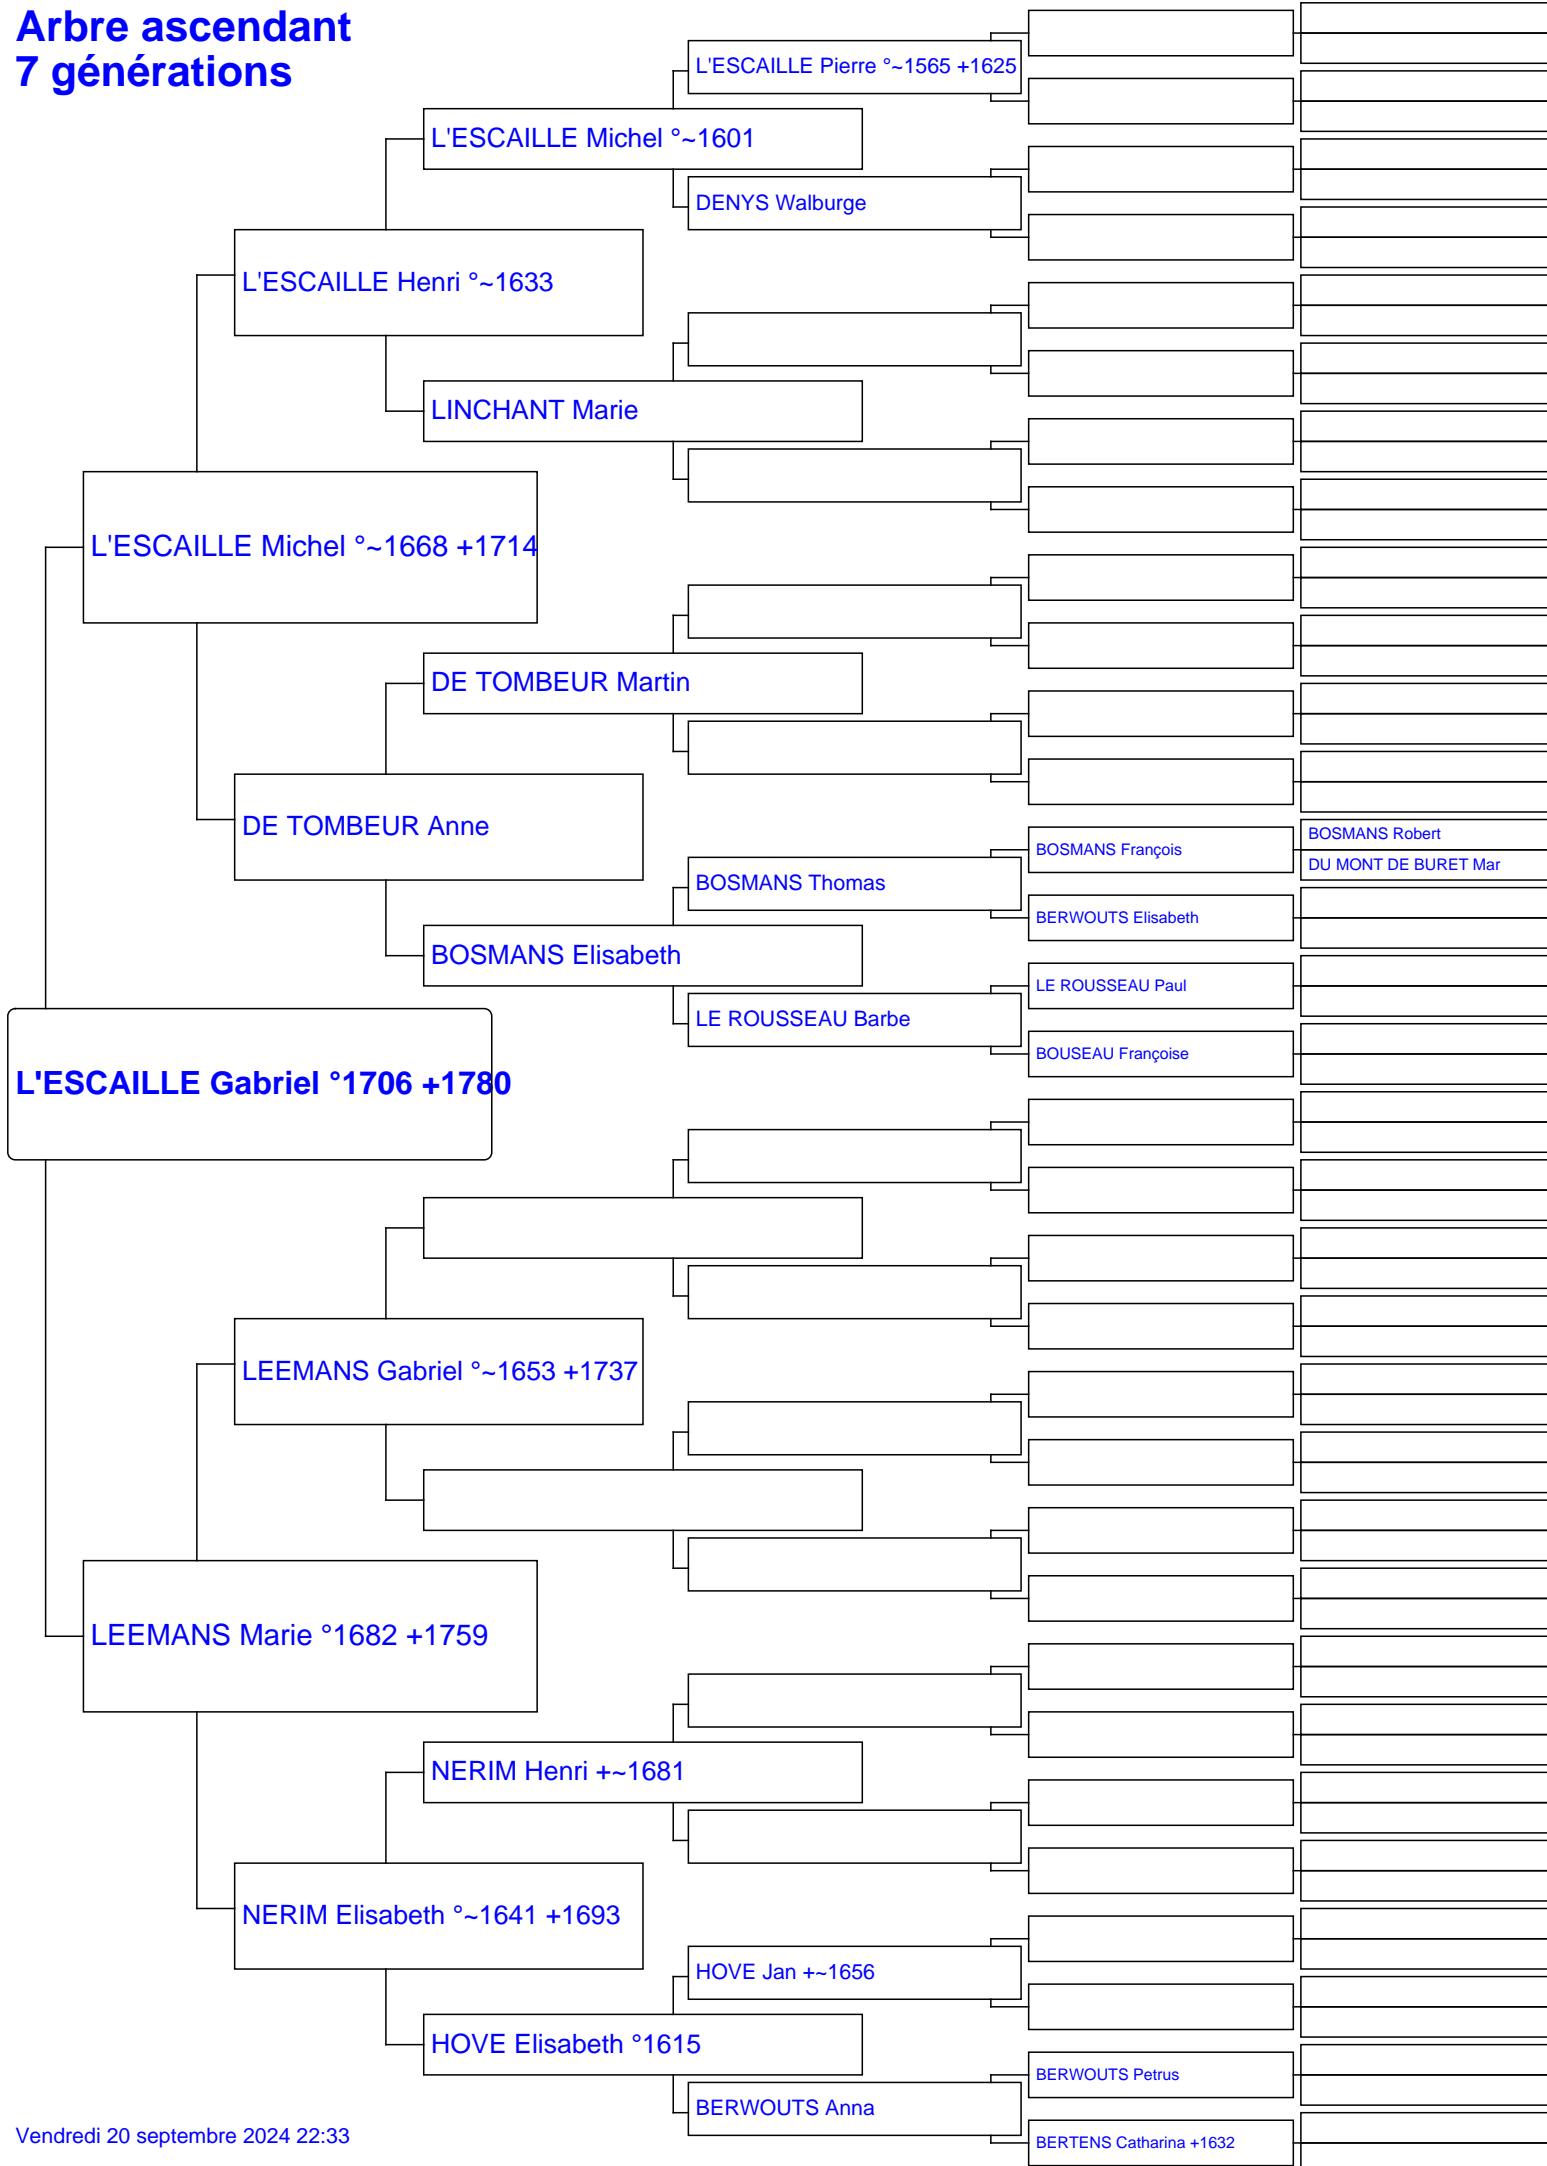 Arbre ascendant
7 générations
L'ESCAILLE Pierre °~1565 +1625
L'ESCAILLE Michel °~1601
DENYS Walburge
L'ESCAILLE Henri °~1633
LINCHANT Marie
L'ESCAILLE Michel °~1668 +1714
DE TOMBEUR Martin
DE TOMBEUR Anne
BOSMANS Robert
BOSMANS François
DU MONT DE BURET Mar
BOSMANS Thomas
BERWOUTS Elisabeth
BOSMANS Elisabeth
LE ROUSSEAU Paul
LE ROUSSEAU Barbe
BOUSEAU Françoise
L'ESCAILLE Gabriel °1706 +1780
LEEMANS Gabriel °~1653 +1737
LEEMANS Marie °1682 +1759
NERIM Henri +~1681
NERIM Elisabeth °~1641 +1693
HOVE Jan +~1656
HOVE Elisabeth °1615
BERWOUTS Petrus
BERWOUTS Anna
BERTENS Catharina +1632
Vendredi 20 septembre 2024 22:33